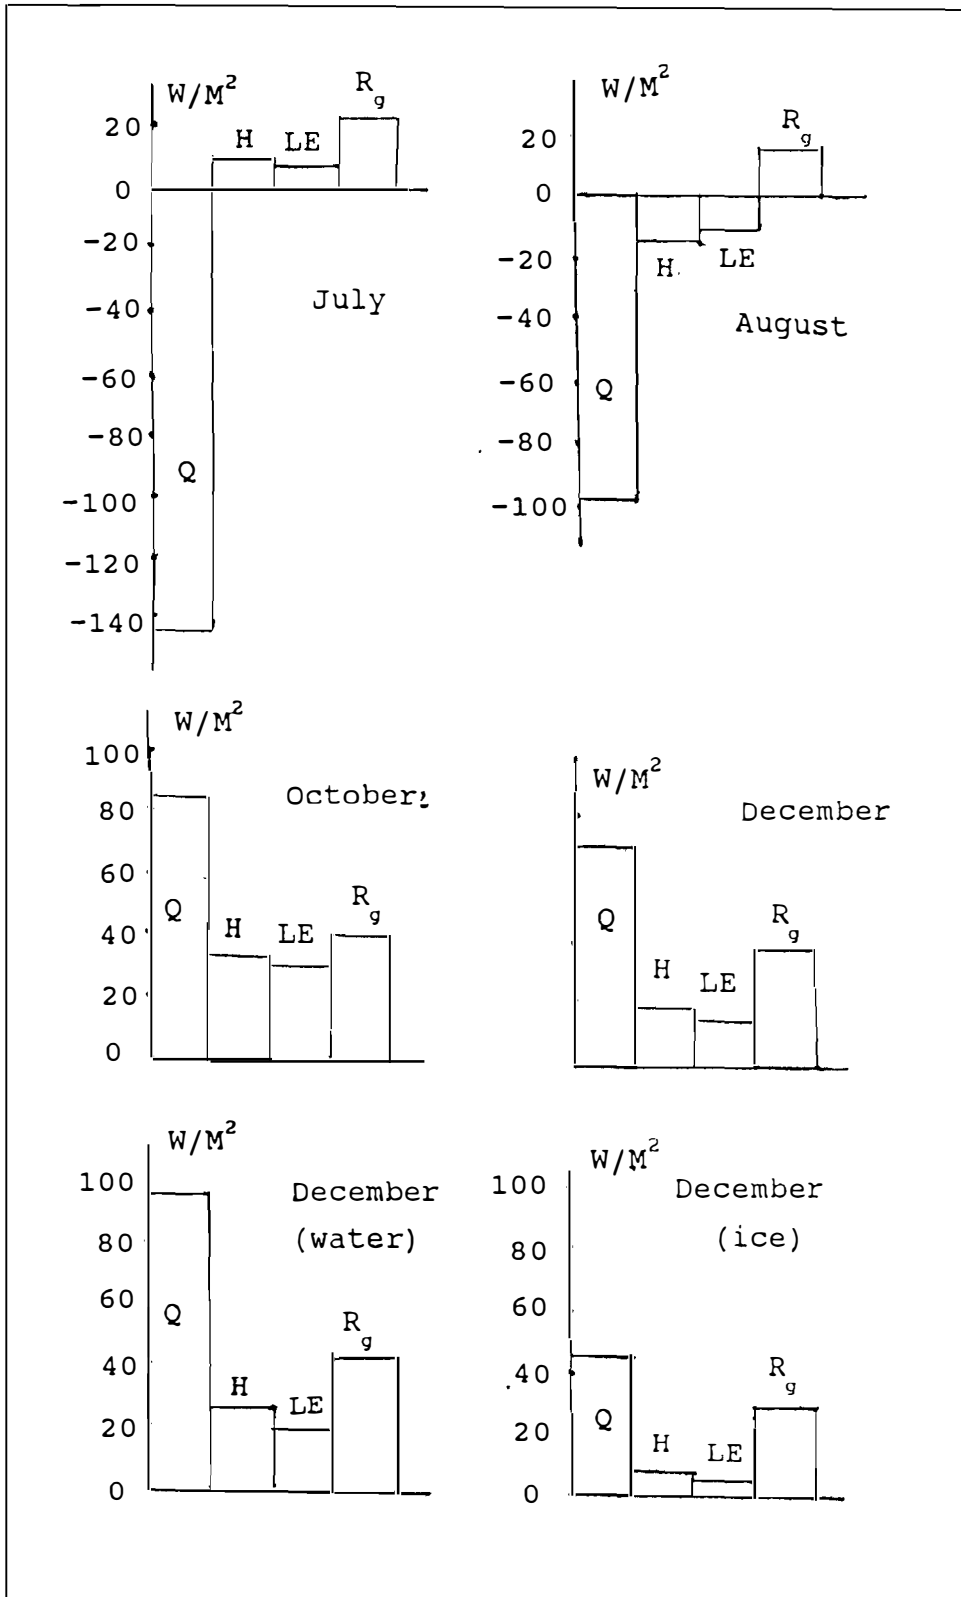 W/M²
R_g
20
H
LE
0
-20
-40
-60
-80
-100
-120
-140
Q
July
W/M²
R_g
20
0
-20
-40
-60
-80
-100
H
LE
Q
August
W/M²
100
80
60
40
20
0
October
Q
H
LE
R_g
W/M²
December
Q
H
LE
R_g
W/M²
100
80
60
40
20
0
December
(water)
Q
H
LE
R_g
W/M²
100
80
60
40
20
0
December
(ice)
Q
H
LE
R_g